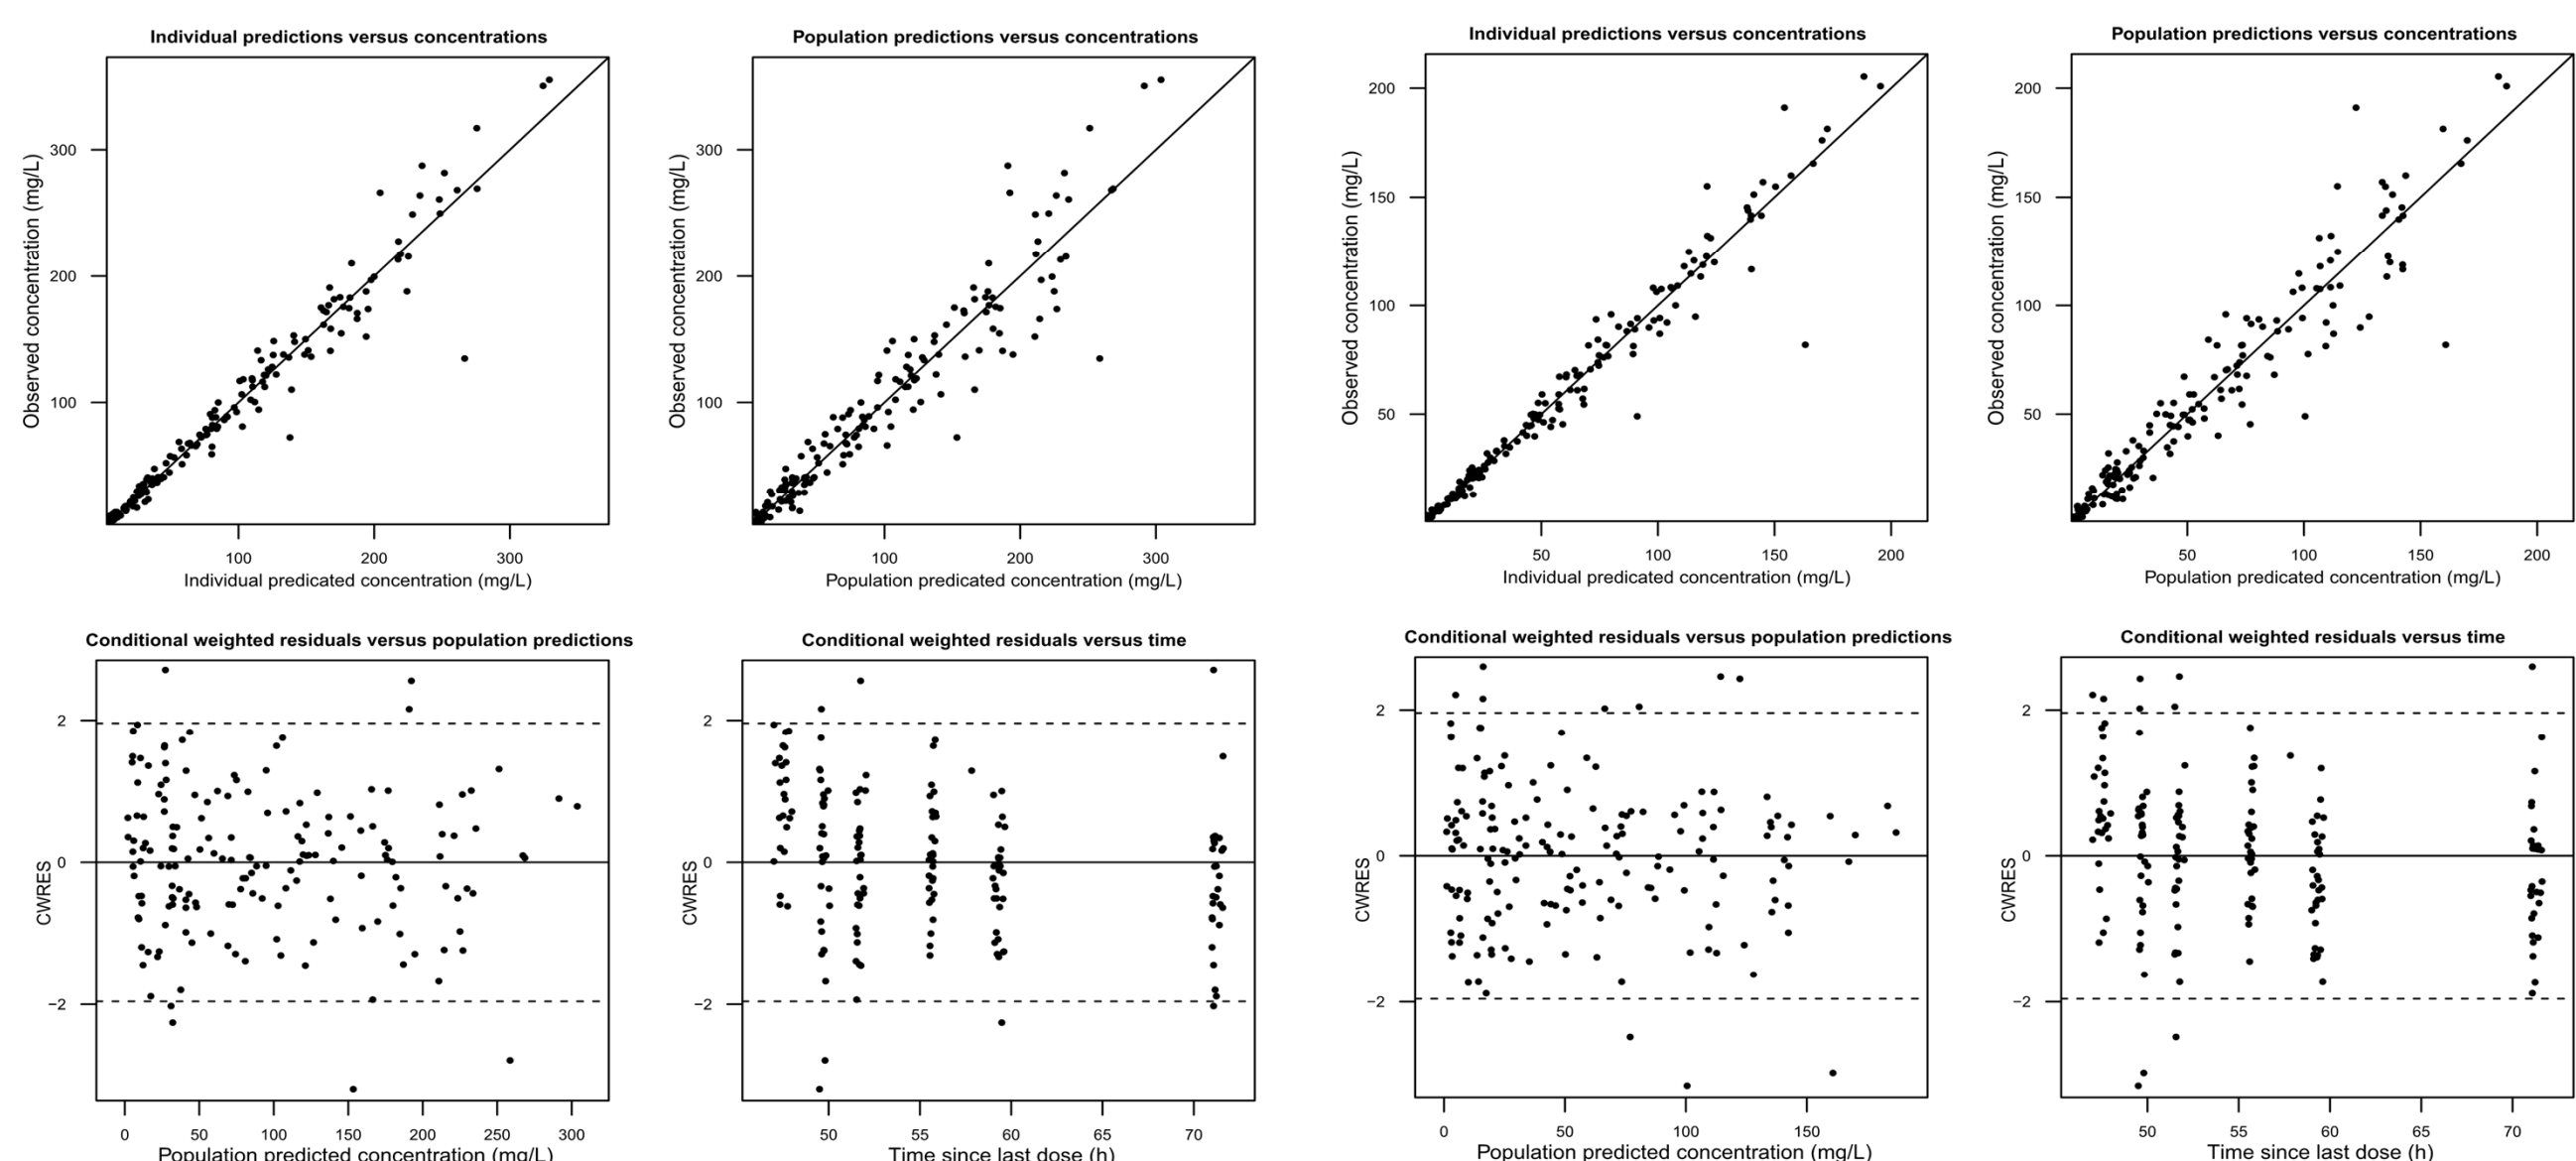 Individual predictions versus concentrations
Observed concentration (mg/L)
300
200
100
100 200 300
Individual predicated concentration (mg/L)
Population predictions versus concentrations
Observed concentration (mg/L)
300
200
100
100 200 300
Population predicated concentration (mg/L)
Individual predictions versus concentrations
Observed concentration (mg/L)
200
150
100
50
50 100 150 200
Individual predicated concentration (mg/L)
Population predictions versus concentrations
Observed concentration (mg/L)
200
150
100
50
50 100 150 200
Population predicated concentration (mg/L)
Conditional weighted residuals versus population predictions
CWRES
2
0
−2
0 50 100 150 200 250 300
Population predicted concentration (mg/L)
Conditional weighted residuals versus time
CWRES
2
0
−2
50 55 60 65 70
Time since last dose (h)
Conditional weighted residuals versus population predictions
CWRES
2
0
−2
0 50 100 150
Population predicted concentration (mg/L)
Conditional weighted residuals versus time
CWRES
2
0
−2
50 55 60 65 70
Time since last dose (h)